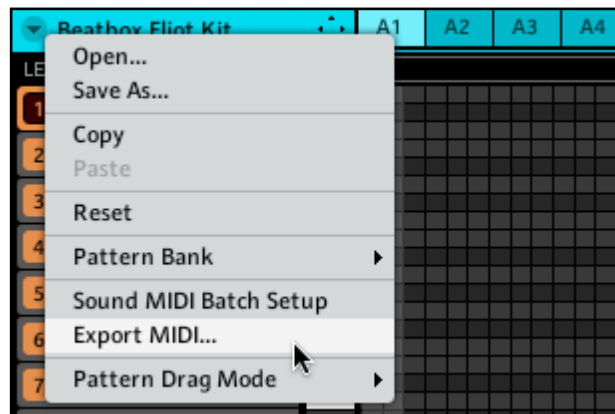 Beatbox Eliot Kit
A1 A2 A3 A4
LE
Open...
Save As...
1
Copy
2
Paste
3
Reset
4
Pattern Bank
5
Sound MIDI Batch Setup
6
Export MIDI...
7
Pattern Drag Mode